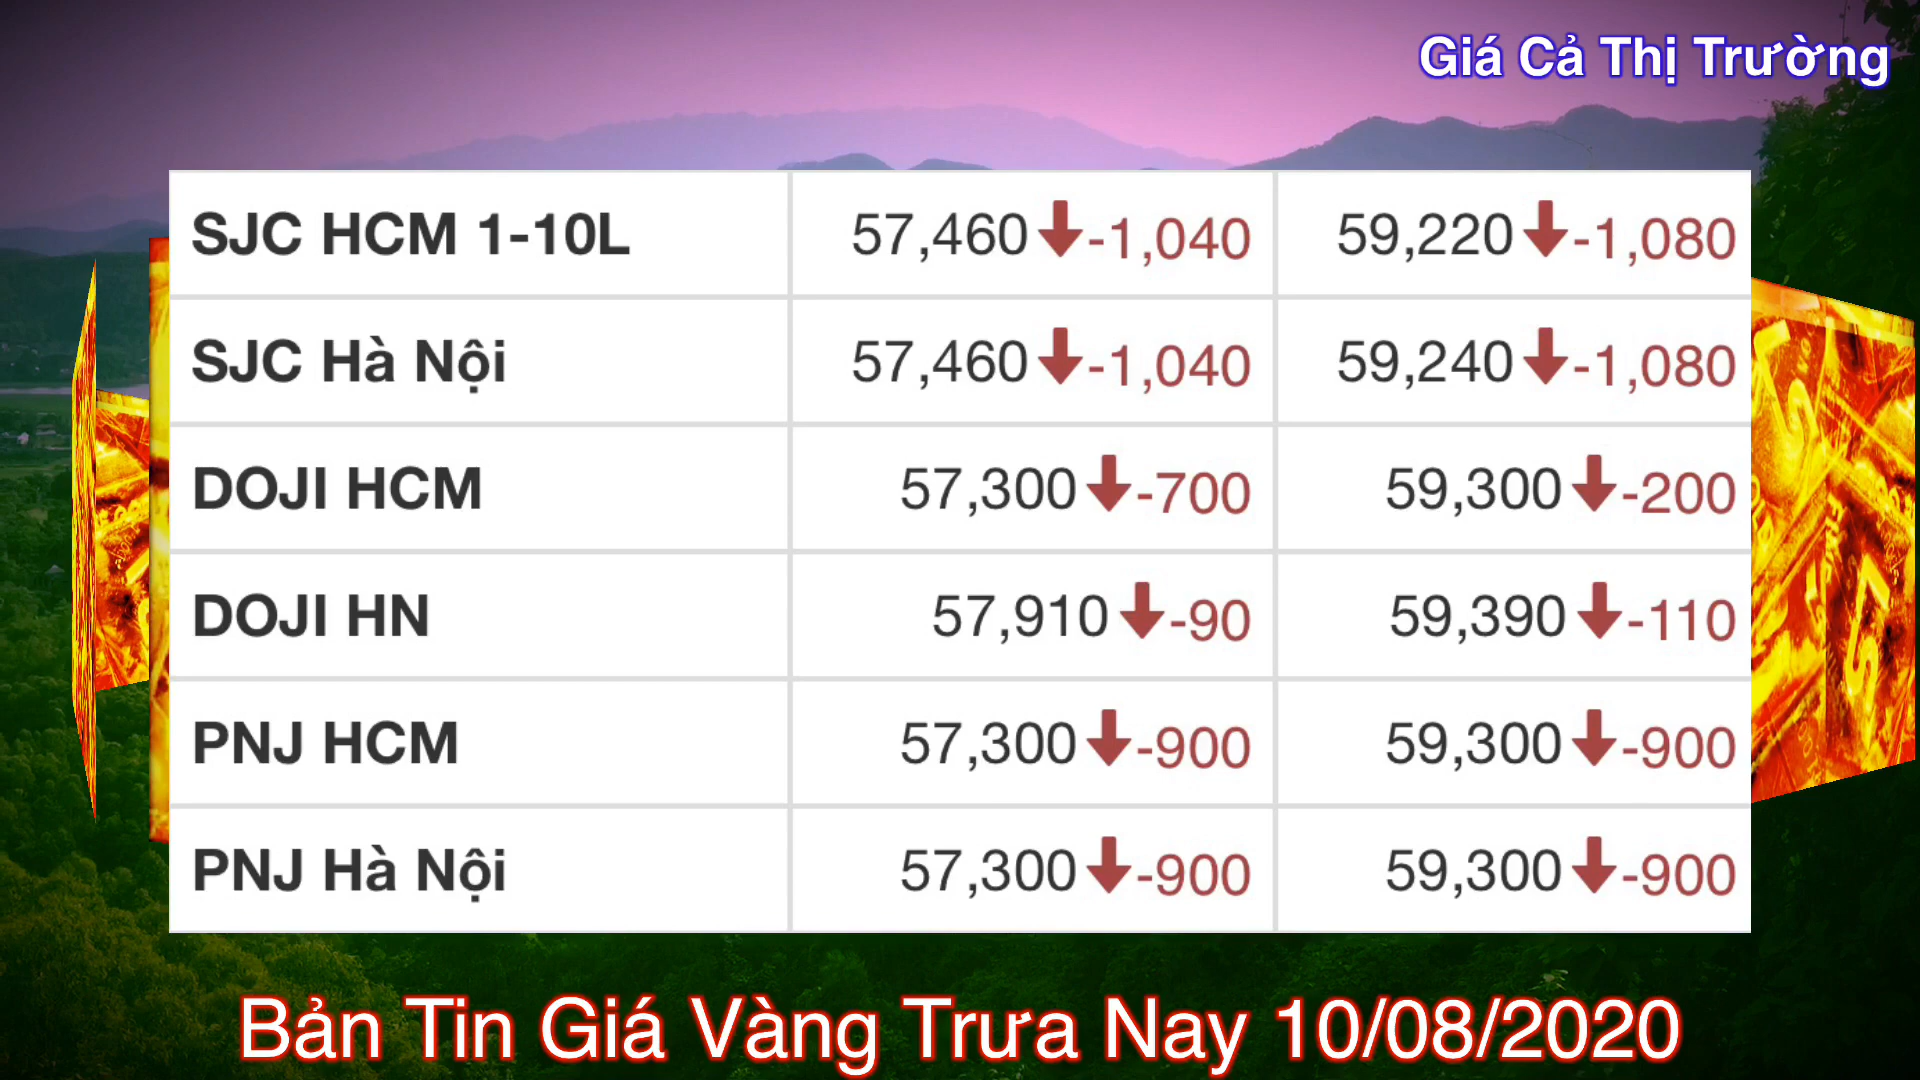 Giá Cả Thị Trường
SJC HCM 1-10L 57,460 -1,040 59,220 -1,080
SJC Hà Nội 57,460 -1,040 59,240 -1,080
DOJI HCM 57,300 -700 59,300 -200
DOJI HN 57,910 -90 59,390 -110
PNJ HCM 57,300 -900 59,300 -900
PNJ Hà Nội 57,300 -900 59,300 -900
Bản Tin Giá Vàng Trưa Nay 10/08/2020